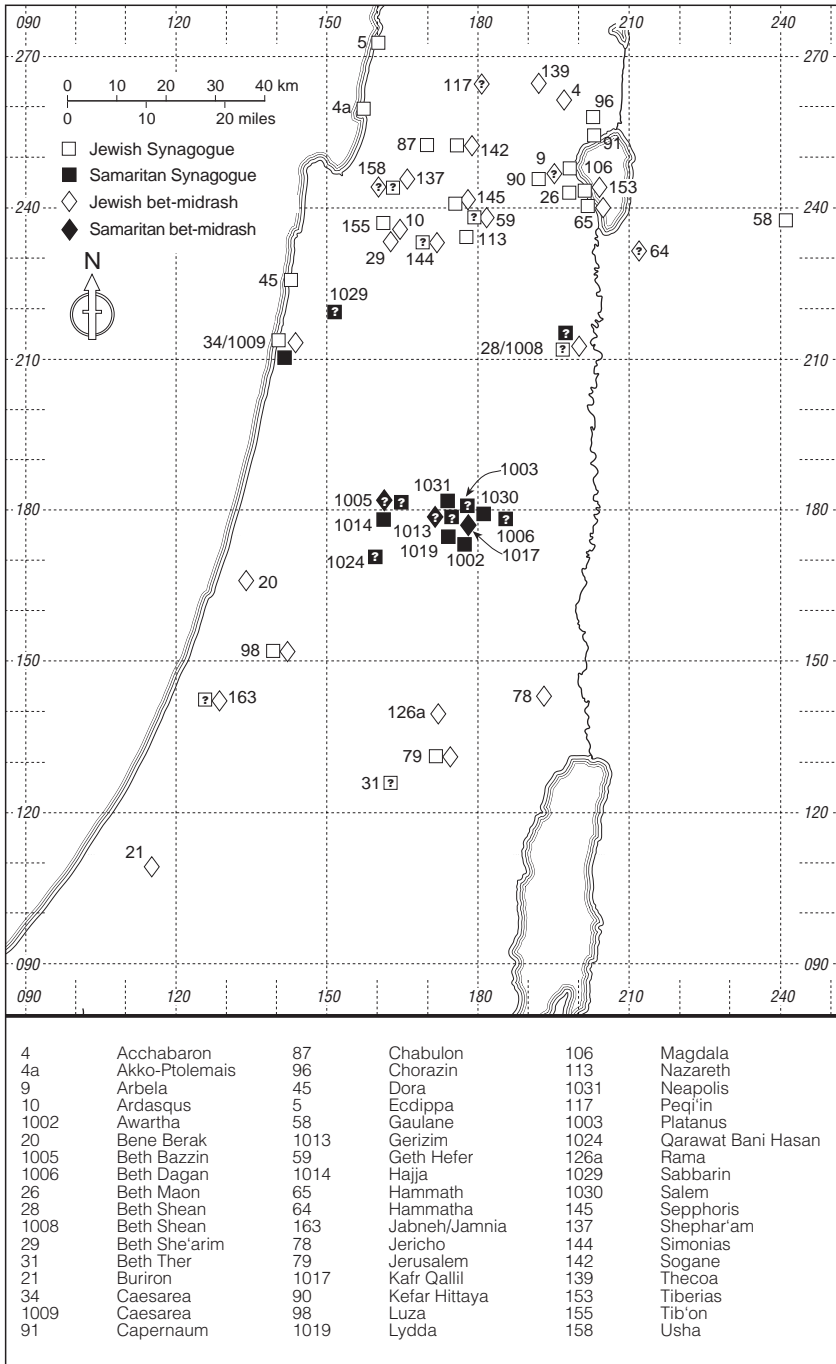 120 150 180 210
270 270
5
139
117 ?
4
0 10 20 30 40 km
0 10 20 miles
4a
96
Jewish Synagogue
Samaritan Synagogue
Jewish bet-midrash
Samaritan bet-midrash
87
142
91
9
106
158
137
90
153
? ? ?
26
145
240 240
10
155
59
65
58
?
113
29
144 ?
64 ?
N
45
1029
?
34/1009
28/1008 ?
210 210
1003
1031
1030
1005 ? ? ?
180 180
1014
1013 ? ? ?
1006
1019
1017
1002
1024 ?
20
150 150
98
? 163
78
126a
79
31 ?
120 120
21
090 090
090 120 150 180 210 240
4 Acchabaron 87 Chabulon 106 Magdala
4a Akko-Ptolemais 96 Chorazin 113 Nazareth
9 Arbela 45 Dora 1031 Neapolis
10 Ardasqus 5 Ecdippa 117 Peqi‘in
1002 Awartha 58 Gaulane 1003 Platanus
20 Bene Berak 1013 Gerizim 1024 Qarawat Bani Hasan
1005 Beth Bazzin 59 Geth Hefer 126a Rama
1006 Beth Dagan 1014 Hajja 1029 Sabbarin
26 Beth Maon 65 Hammath 1030 Salem
28 Beth Shean 64 Hammatha 145 Sepphoris
1008 Beth Shean 163 Jabneh/Jamnia 137 Shephar‘am
29 Beth She‘arim 78 Jericho 144 Simonias
31 Beth Ther 79 Jerusalem 142 Sogane
21 Buriron 1017 Kafr Qallil 139 Thecoa
34 Caesarea 90 Kefar Hittaya 153 Tiberias
1009 Caesarea 98 Luza 155 Tib‘on
91 Capernaum 1019 Lydda 158 Usha